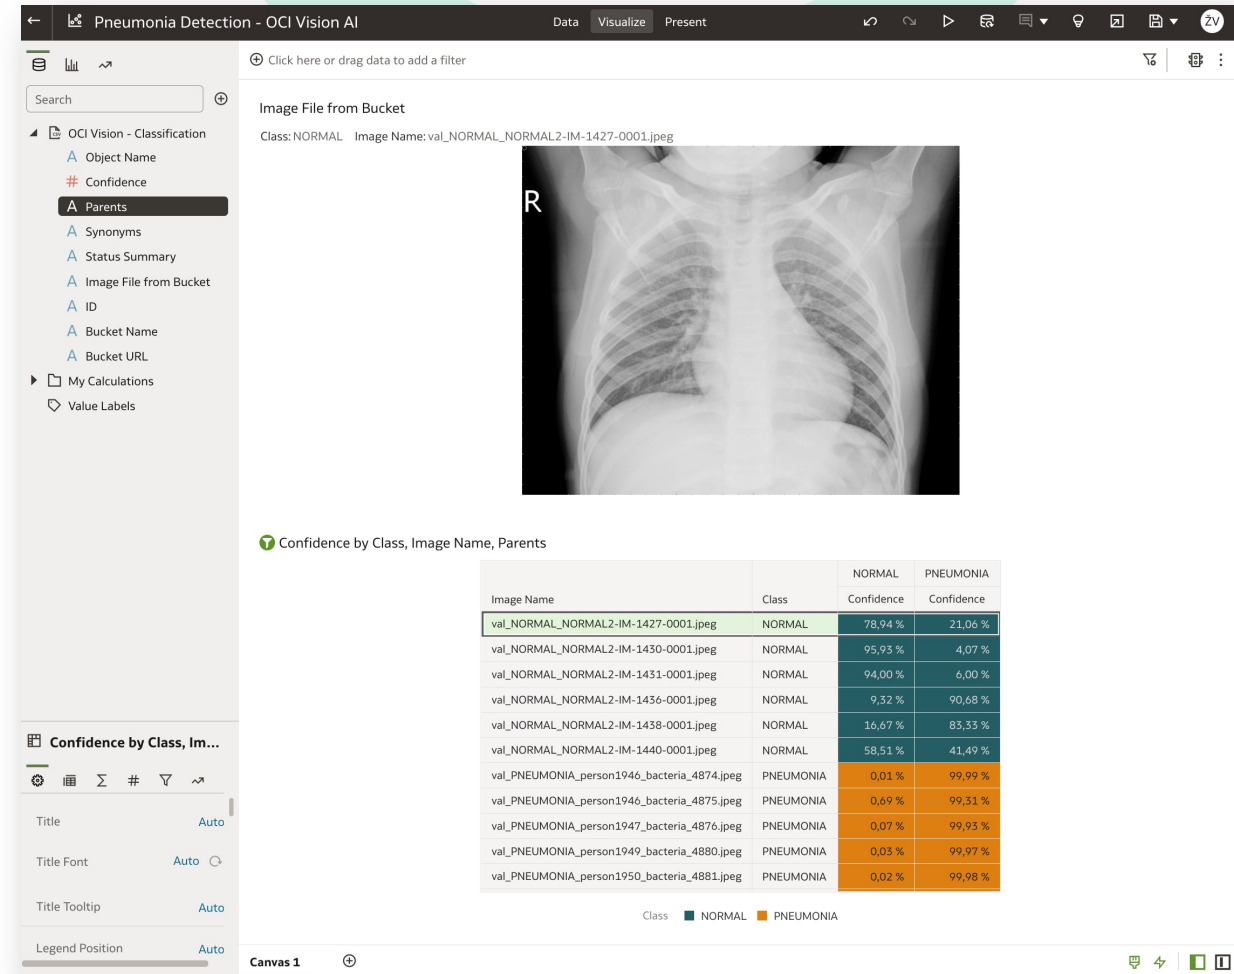 Pneumonia Detection - OCI Vision AI
Data Visualize Present
ŽV
Click here or drag data to add a filter
Search
OCI Vision - Classification
A Object Name
# Confidence
A Parents
A Synonyms
A Status Summary
A Image File from Bucket
A ID
A Bucket Name
A Bucket URL
My Calculations
Value Labels
Image File from Bucket
Class: NORMAL Image Name: val_NORMAL_NORMAL2-IM-1427-0001.jpeg
R
Confidence by Class, Image Name, Parents
NORMAL PNEUMONIA
Image Name Class Confidence Confidence
val_NORMAL_NORMAL2-IM-1427-0001.jpeg NORMAL 78,94 % 21,06 %
val_NORMAL_NORMAL2-IM-1430-0001.jpeg NORMAL 95,93 % 4,07 %
val_NORMAL_NORMAL2-IM-1431-0001.jpeg NORMAL 94,00 % 6,00 %
val_NORMAL_NORMAL2-IM-1436-0001.jpeg NORMAL 9,32 % 90,68 %
val_NORMAL_NORMAL2-IM-1438-0001.jpeg NORMAL 16,67 % 83,33 %
val_NORMAL_NORMAL2-IM-1440-0001.jpeg NORMAL 58,51 % 41,49 %
val_PNEUMONIA_person1946_bacteria_4874.jpeg PNEUMONIA 0,01 % 99,99 %
val_PNEUMONIA_person1946_bacteria_4875.jpeg PNEUMONIA 0,69 % 99,31 %
val_PNEUMONIA_person1947_bacteria_4876.jpeg PNEUMONIA 0,07 % 99,93 %
val_PNEUMONIA_person1949_bacteria_4880.jpeg PNEUMONIA 0,03 % 99,97 %
val_PNEUMONIA_person1950_bacteria_4881.jpeg PNEUMONIA 0,02 % 99,98 %
Class NORMAL PNEUMONIA
Confidence by Class, Im...
Title Auto
Title Font Auto
Title Tooltip Auto
Legend Position Auto
Canvas 1